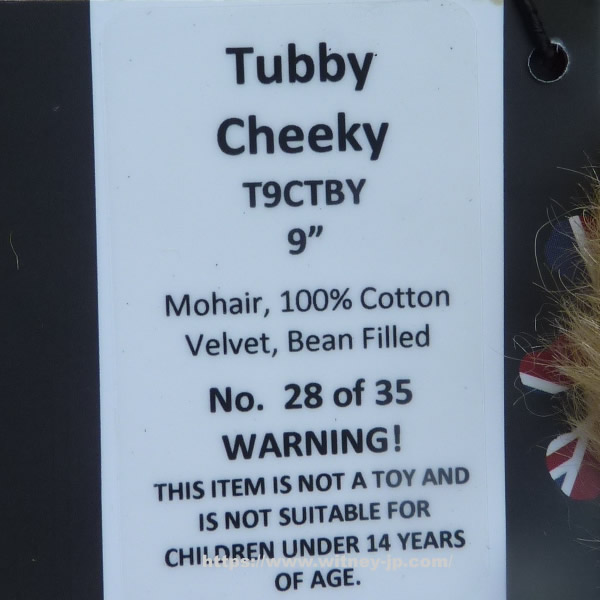 Tubby
Cheeky
T9CTBY
9”
Mohair, 100% Cotton
Velvet, Bean Filled
No. 28 of 35
WARNING!
THIS ITEM IS NOT A TOY AND
IS NOT SUITABLE FOR
CHILDREN UNDER 14 YEARS
https://www.witney-jp.com/
OF AGE.